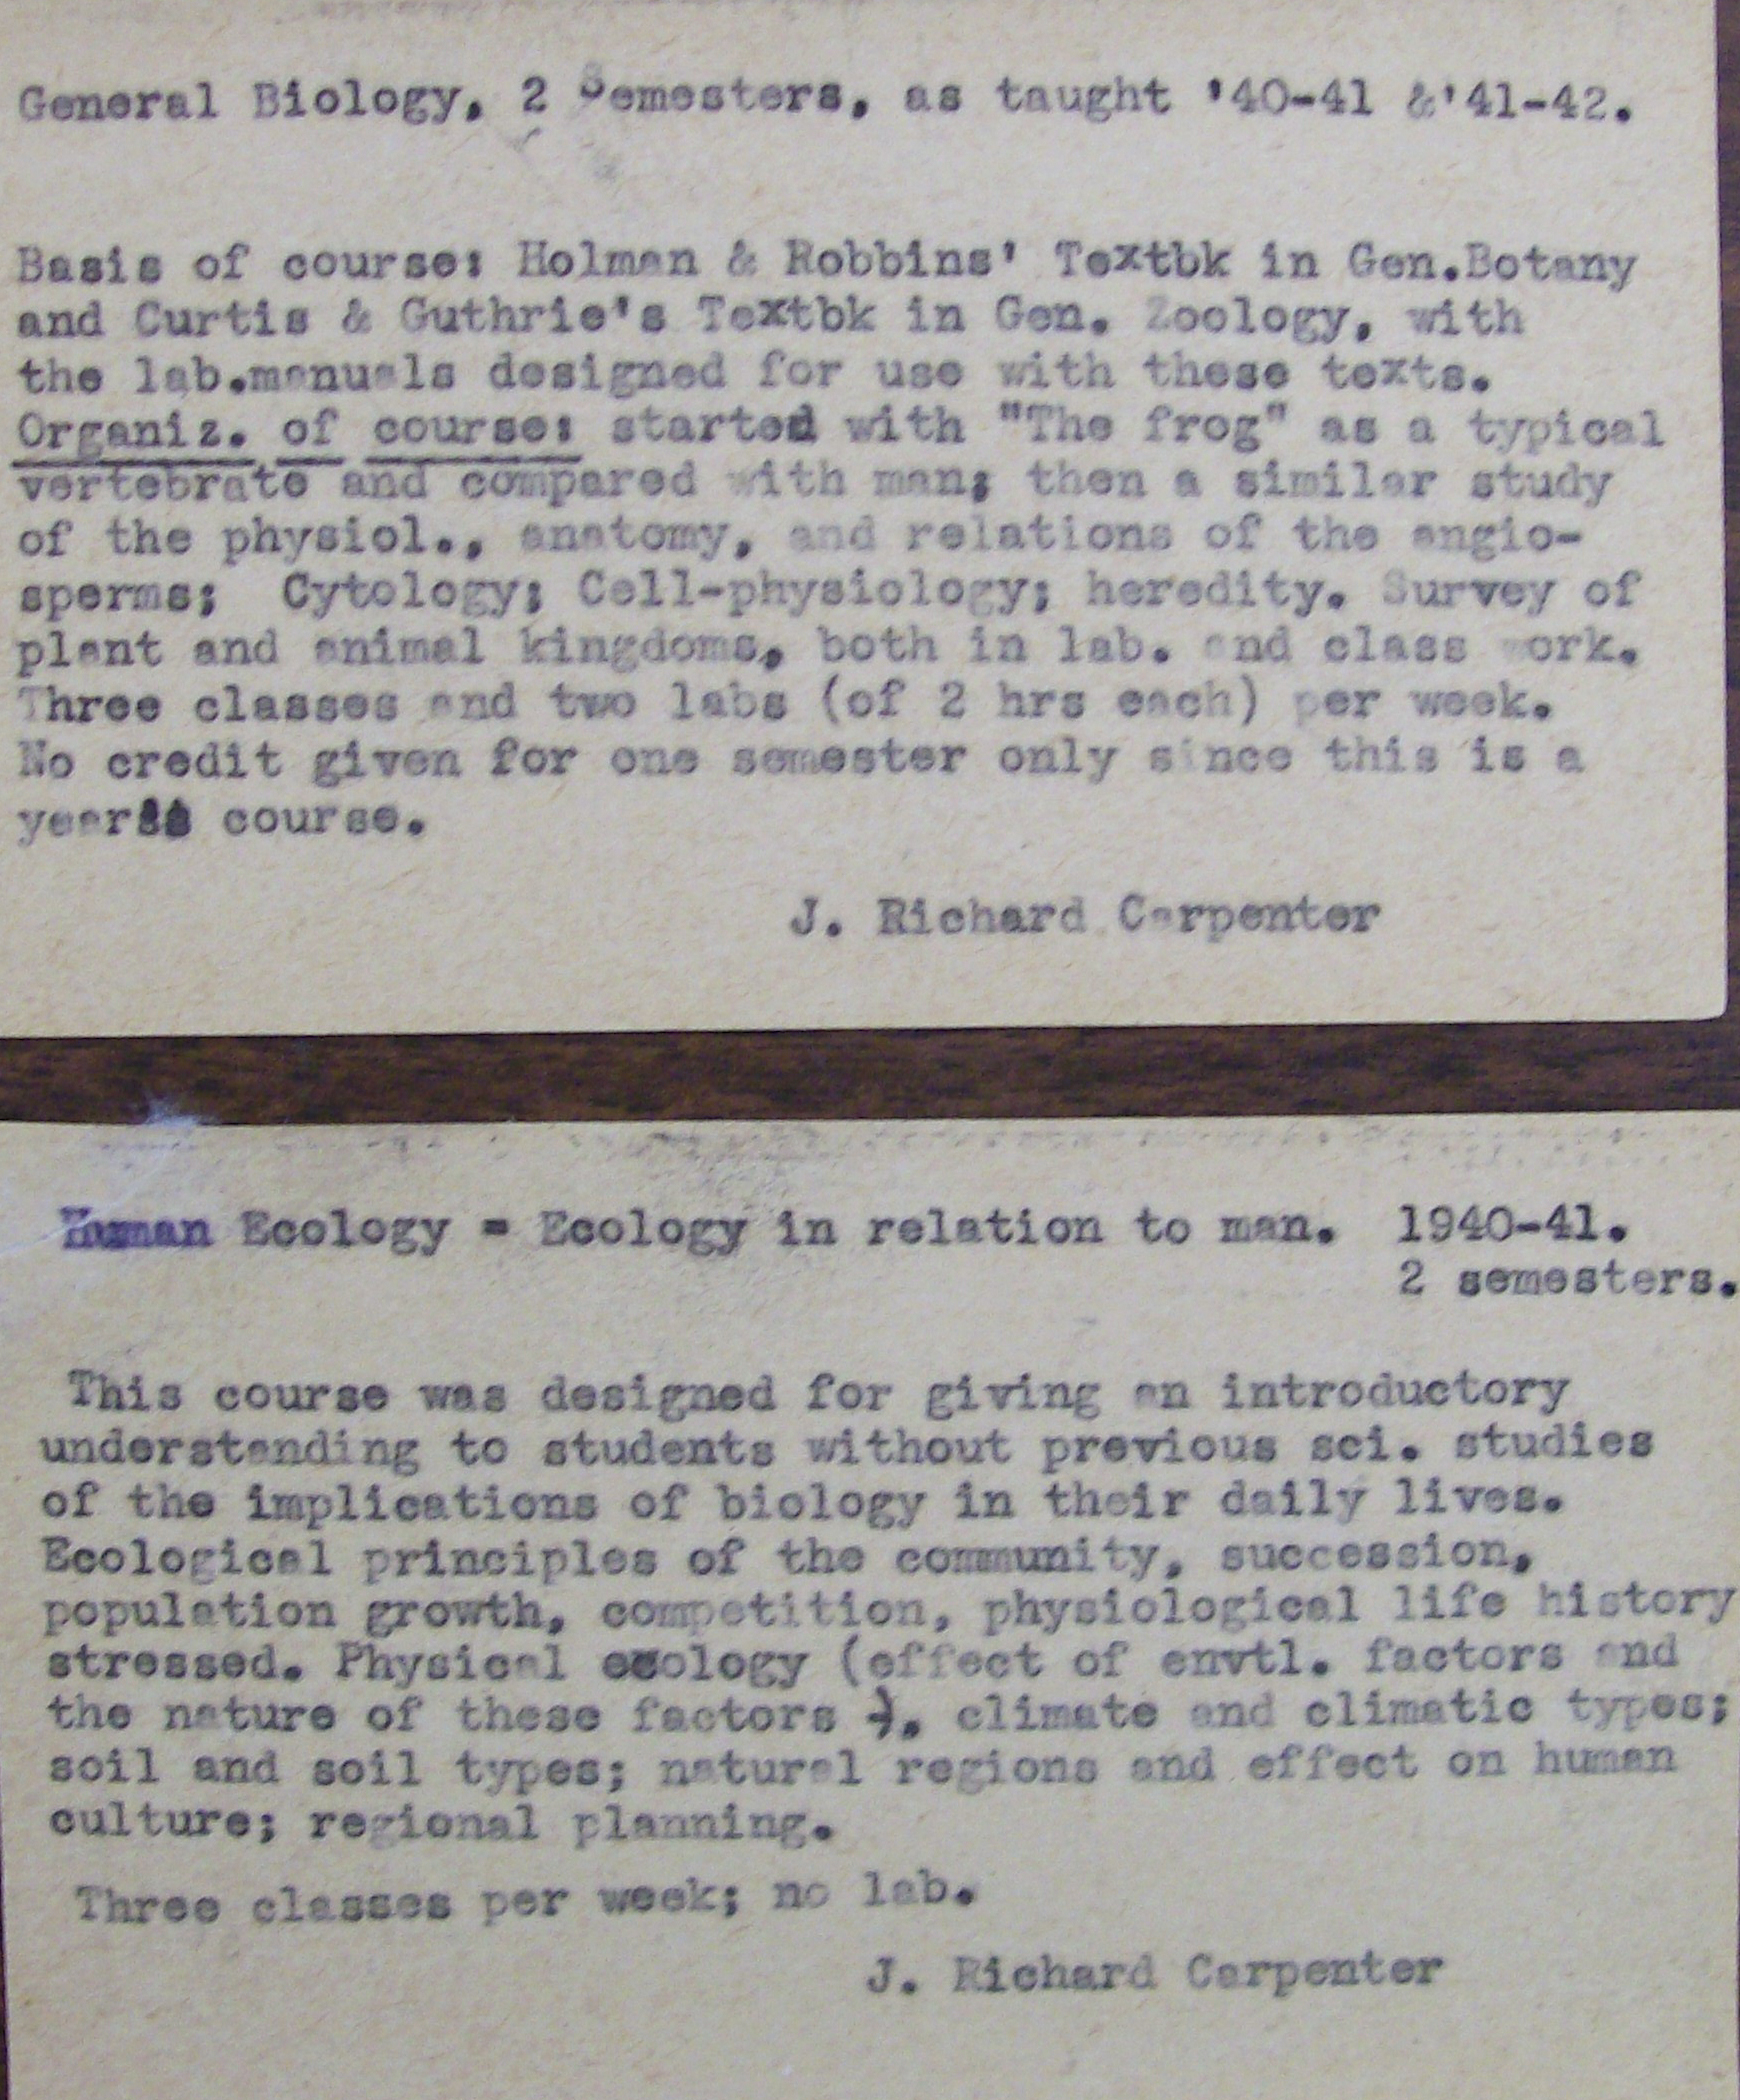 General Biology, 2 Semesters, as taught '40-41 &'41-42.
Basis of course: Holman & Robbins' Textbk in Gen.Botany
and Curtis & Guthrie's Textbk in Gen. Zoology, with
the lab.manuals designed for use with these texts.
Organiz. of course: started with "The frog" as a typical
vertebrate and compared with man; then a similar study
of the physiol., anatomy, and relations of the angio-
sperms; Cytology; Cell-physiology; heredity. Survey of
plant and animal kingdoms, both in lab. and class work.
Three classes and two labs (of 2 hrs each) per week.
No credit given for one semester only since this is a
year course.
J. Richard Carpenter
Human Ecology = Ecology in relation to man. 1940-41.
2 semesters.
This course was designed for giving an introductory
understanding to students without previous sci. studies
of the implications of biology in their daily lives.
Ecological principles of the community, succession,
population growth, competition, physiological life history
stressed. Physical ecology (effect of envtl. factors and
the nature of these factors ). climate and climatic types;
soil and soil types; natural regions and effect on human
culture; regional planning.
Three classes per week; no lab.
J. Richard Carpenter